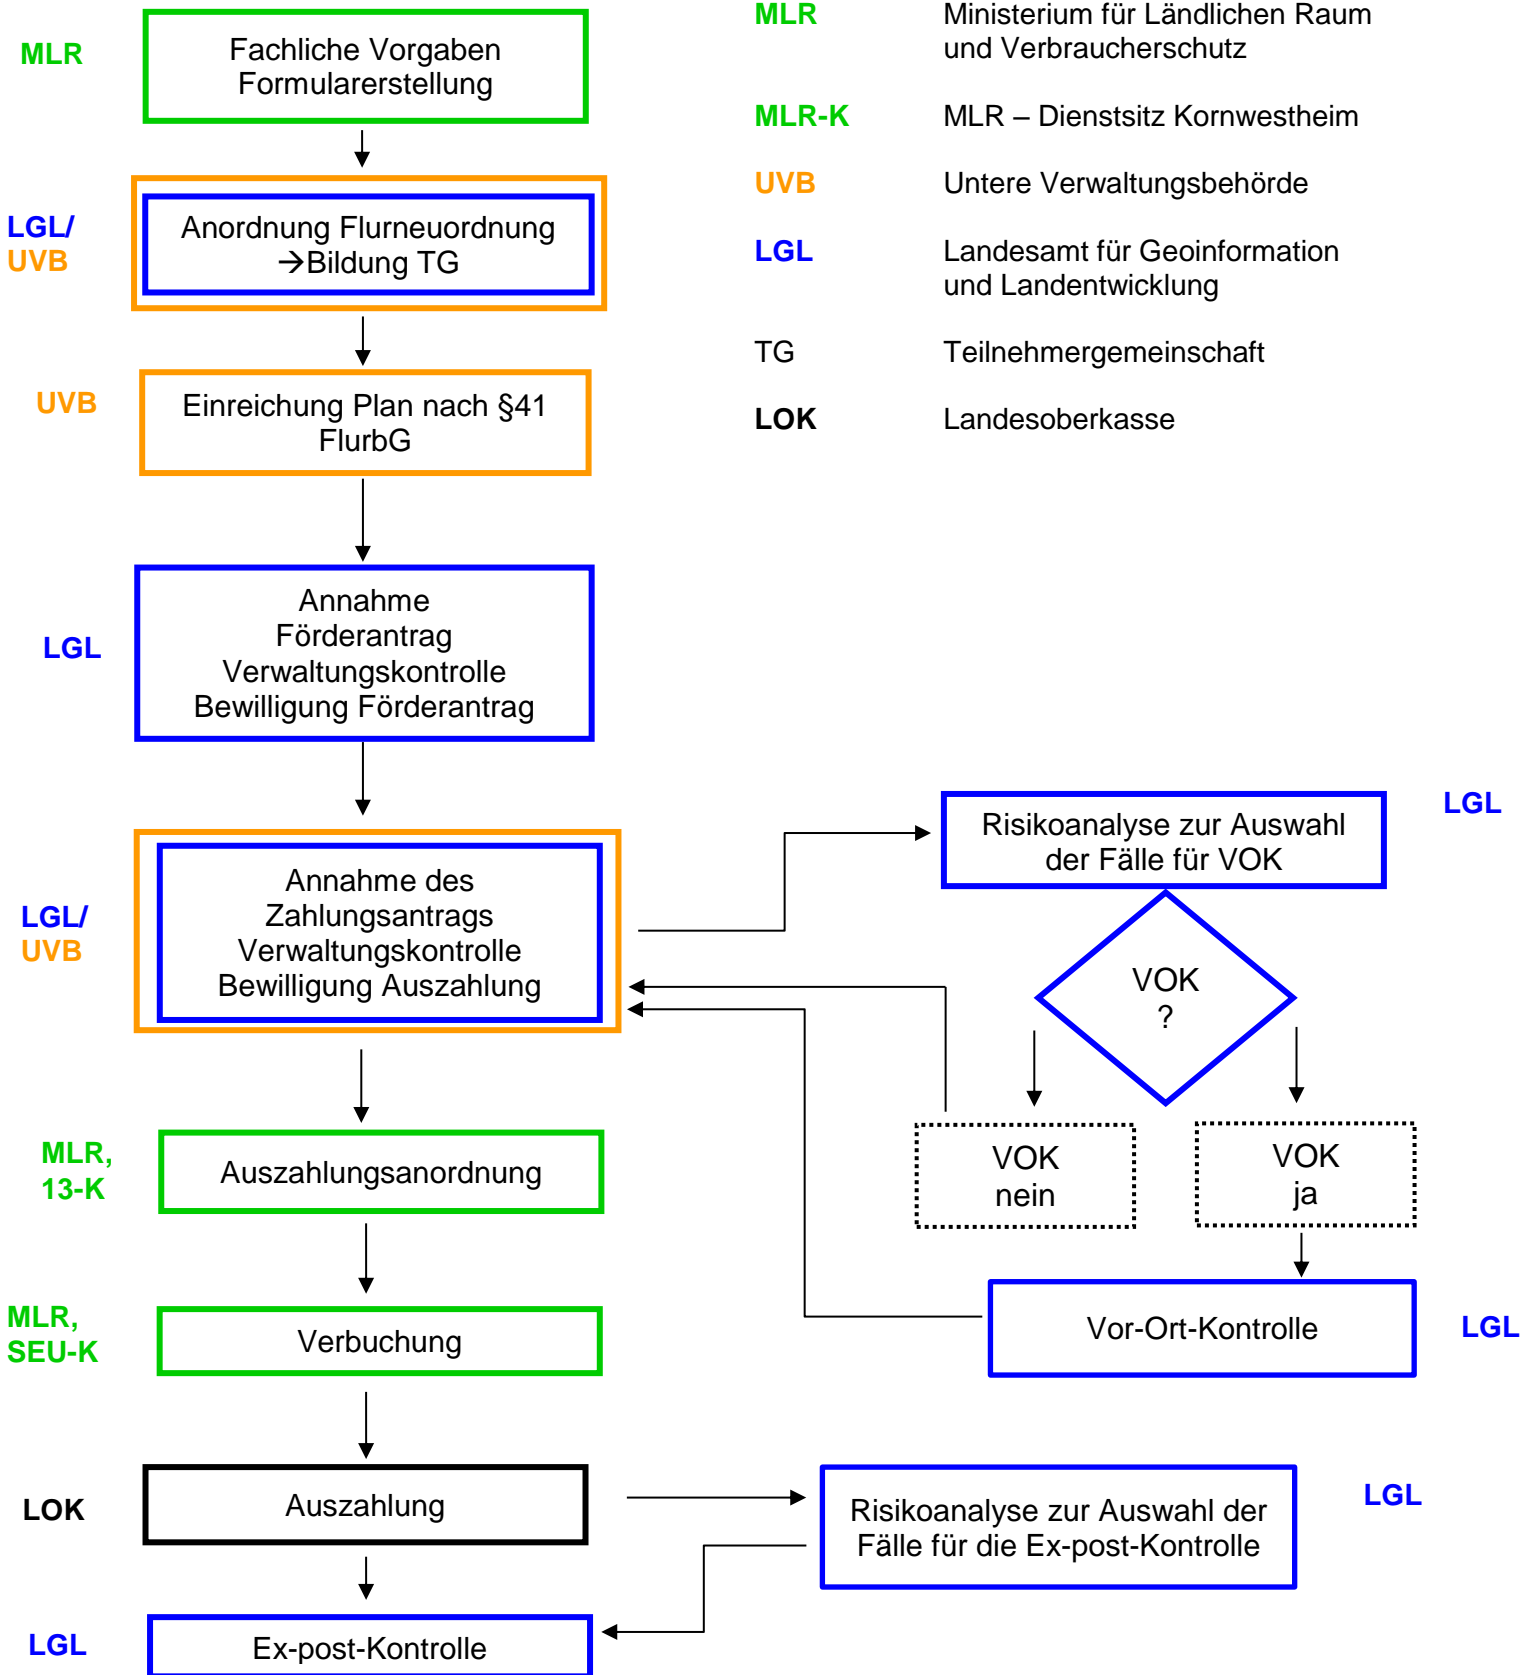 MLR
Fachliche Vorgaben
Formularerstellung
MLR Ministerium für Ländlichen Raum
und Verbraucherschutz
MLR-K MLR – Dienstsitz Kornwestheim
UVB Untere Verwaltungsbehörde
LGL Landesamt für Geoinformation
und Landentwicklung
TG Teilnehmergemeinschaft
LOK Landesoberkasse
LGL/
UVB
Anordnung Flurneuordnung
→Bildung TG
UVB
Einreichung Plan nach §41
FlurbG
LGL
Annahme
Förderantrag
Verwaltungskontrolle
Bewilligung Förderantrag
LGL/
UVB
Annahme des
Zahlungsantrags
Verwaltungskontrolle
Bewilligung Auszahlung
Risikoanalyse zur Auswahl
der Fälle für VOK
LGL
VOK
?
VOK
nein
VOK
ja
Vor-Ort-Kontrolle
LGL
MLR,
13-K
Auszahlungsanordnung
MLR,
SEU-K
Verbuchung
LOK
Auszahlung
Risikoanalyse zur Auswahl der
Fälle für die Ex-post-Kontrolle
LGL
LGL
Ex-post-Kontrolle